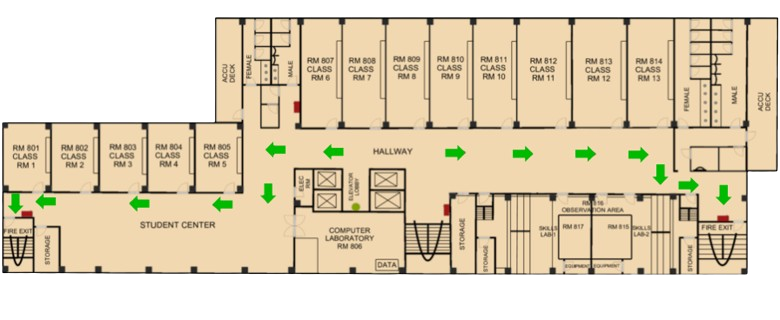 ACCU
DECK
FEMALE
MALE
RM 807
CLASS
RM 6
RM 808
CLASS
RM 7
RM 809
CLASS
RM 8
RM 810
CLASS
RM 9
RM 811
CLASS
RM 10
RM 812
CLASS
RM 11
RM 813
CLASS
RM 12
RM 814
CLASS
RM 13
FEMALE
MALE
ACCU
DECK
RM 801
CLASS
RM 1
RM 802
CLASS
RM 2
RM 803
CLASS
RM 3
RM 804
CLASS
RM 4
RM 805
CLASS
RM 5
HALLWAY
ELEC
RM
ELEVATOR
LOBBY
STUDENT CENTER
FIRE EXIT
STORAGE
COMPUTER
LABORATORY
RM 806
DATA
STORAGE
STORAGE
SKILLS
LAB-1
OBSERVATION AREA
RM 817
RM 815
SKILLS
LAB-2
EQUIPMENT
EQUIPMENT
STORAGE
FIRE EXIT